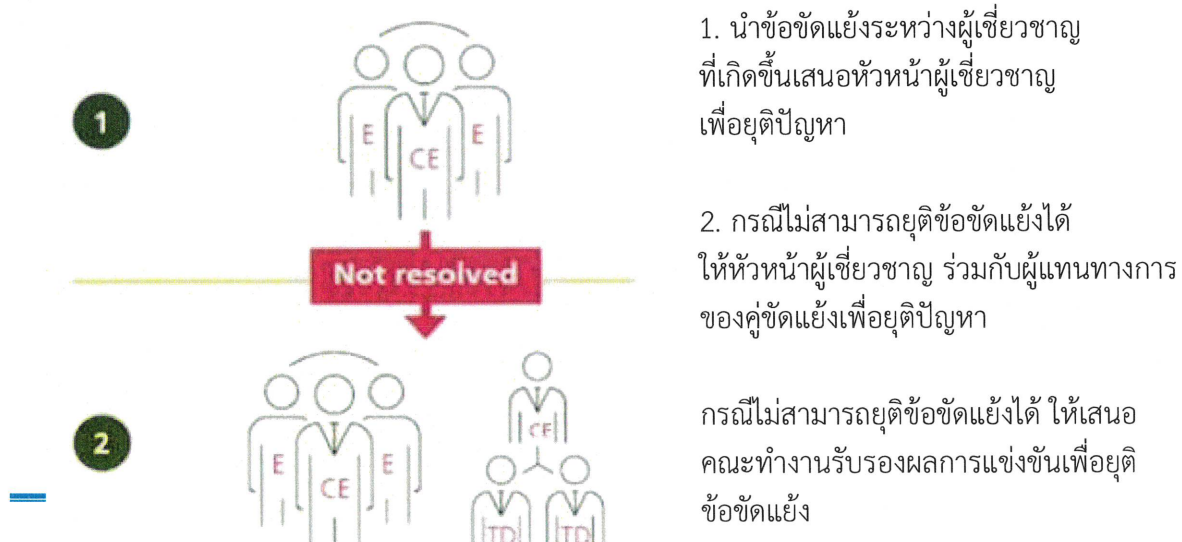 1
E
CE
E
1. นำข้อขัดแย้งระหว่างผู้เชี่ยวชาญ
ที่เกิดขึ้นเสนอหัวหน้าผู้เชี่ยวชาญ
เพื่อยุติปัญหา
Not resolved
2. กรณีไม่สามารถยุติข้อขัดแย้งได้
ให้หัวหน้าผู้เชี่ยวชาญ ร่วมกับผู้แทนทางการ
ของคู่ขัดแย้งเพื่อยุติปัญหา
2
E
CE
E
CE
TD
TD
กรณีไม่สามารถยุติข้อขัดแย้งได้ ให้เสนอ
คณะทำงานรับรองผลการแข่งขันเพื่อยุติ
ข้อขัดแย้ง